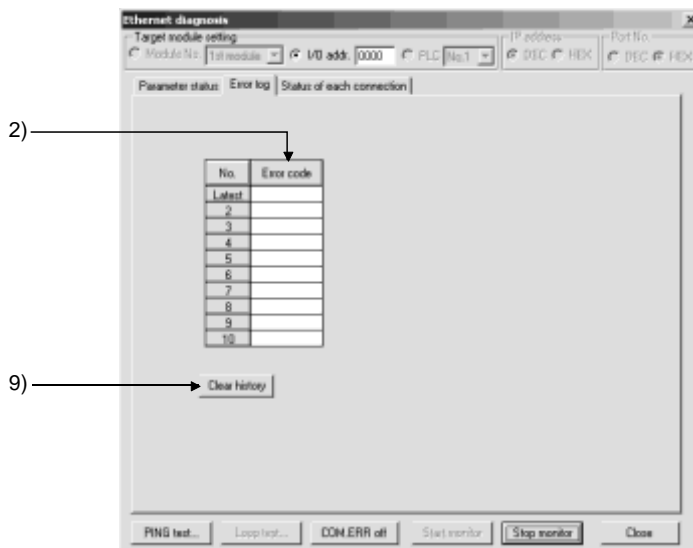 Ethernet diagnosis
Target module setting
Module No. 1st module I/O addr. 0000 PLC No.1
IP address
DEC HEX
Port No.
DEC HEX
Parameter status Error log Status of each connection
2)
No. Error code
Latest
2
3
4
5
6
7
8
9
10
9)
Clear history
PING test... Loop test... COM.ERR off Start monitor Stop monitor Close